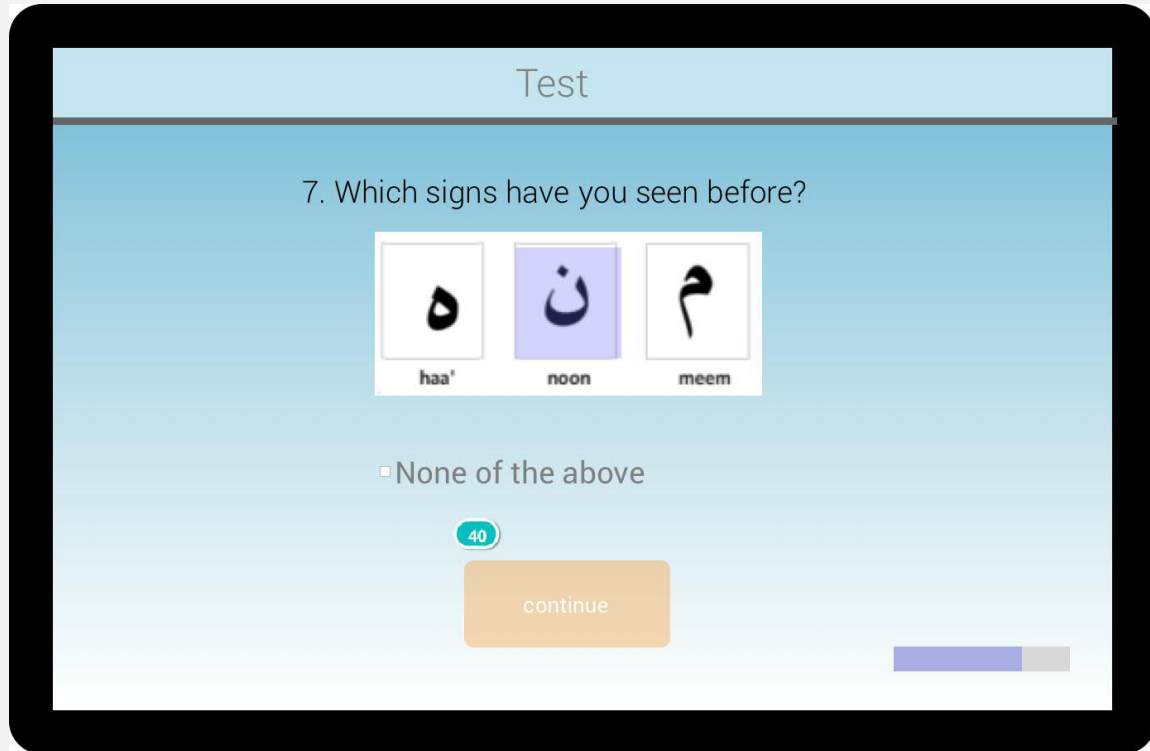 Test
7. Which signs have you seen before?
ه ن م
haa' noon meem
None of the above
40
continue